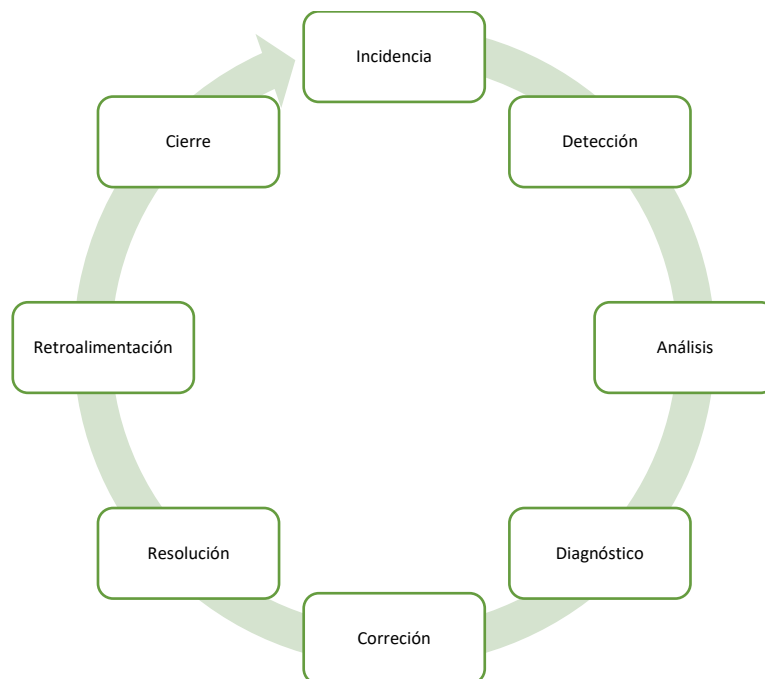 Incidencia
Detección
Análisis
Diagnóstico
Correción
Resolución
Retroalimentación
Cierre